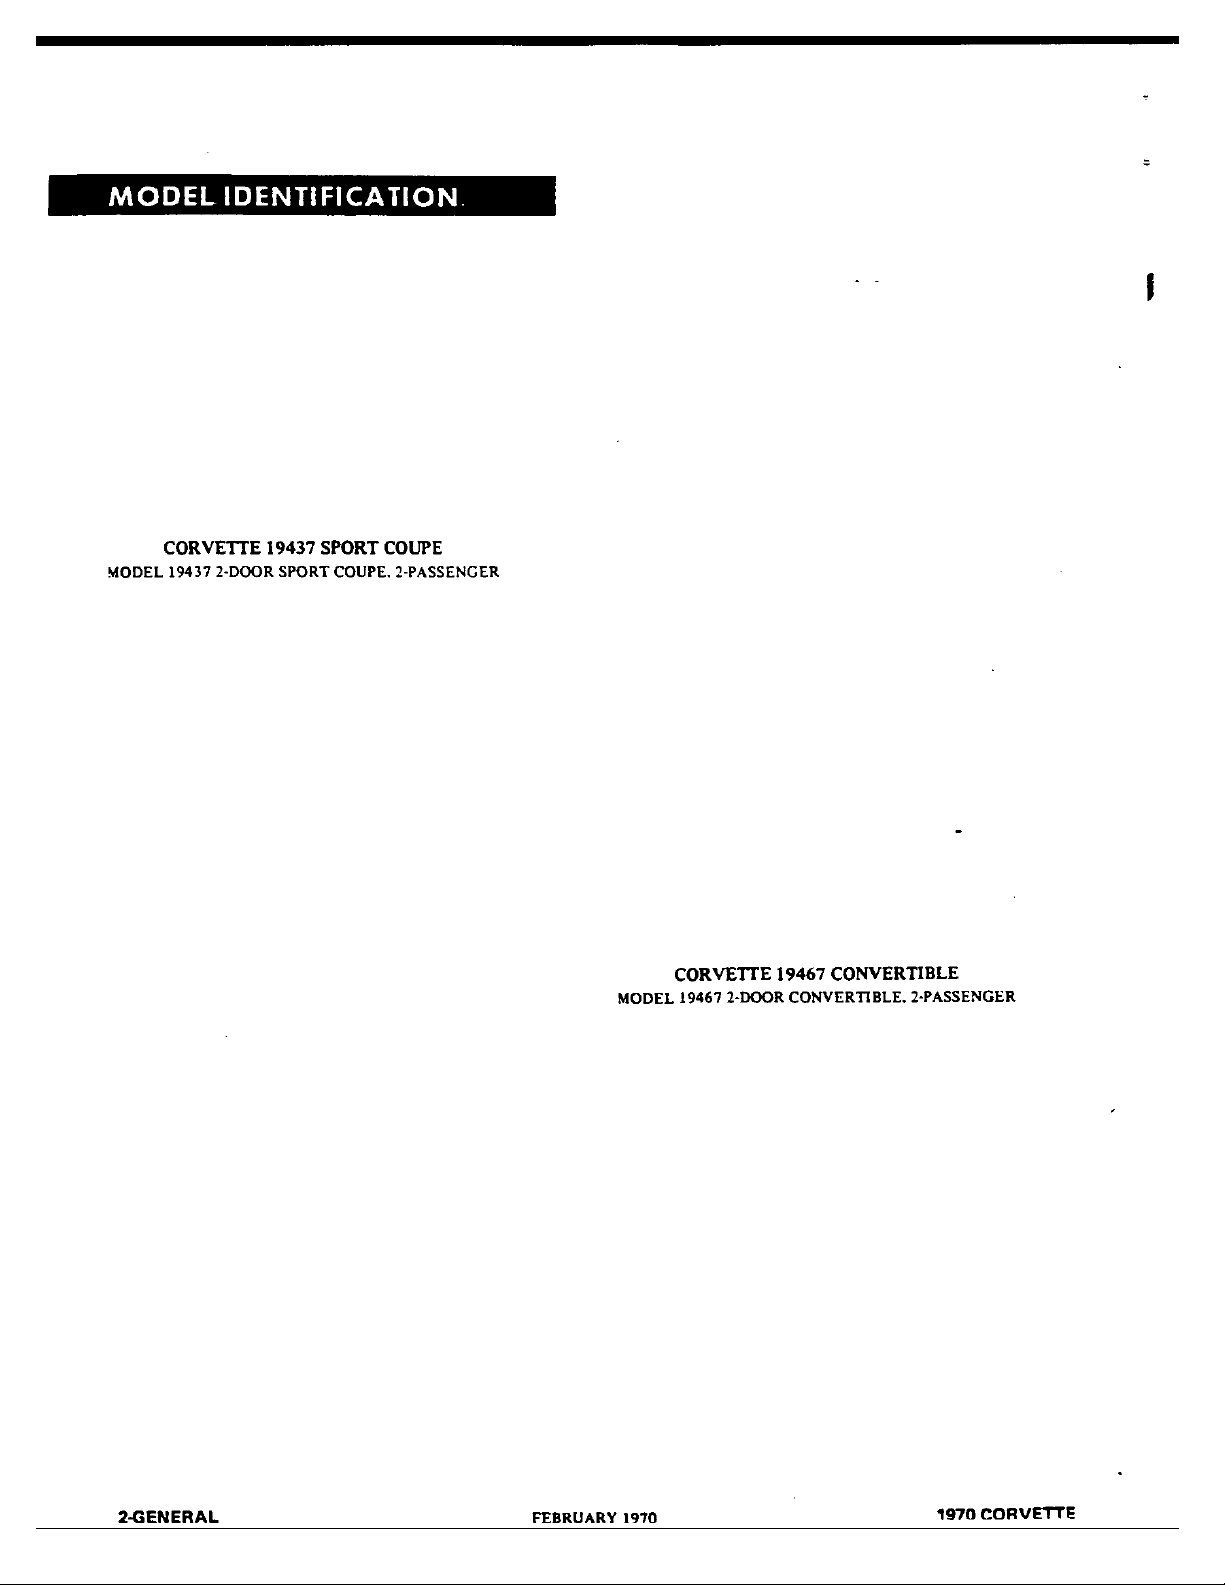 MODEL IDENTIFICATION
CORVETTE 19437 SPORT COUPE
MODEL 19437 2-DOOR SPORT COUPE. 2-PASSENGER
CORVETTE 19467 CONVERTIBLE
MODEL 19467 2-DOOR CONVERTIBLE. 2-PASSENGER
2-GENERAL
FEBRUARY 1970
1970 CORVETTE